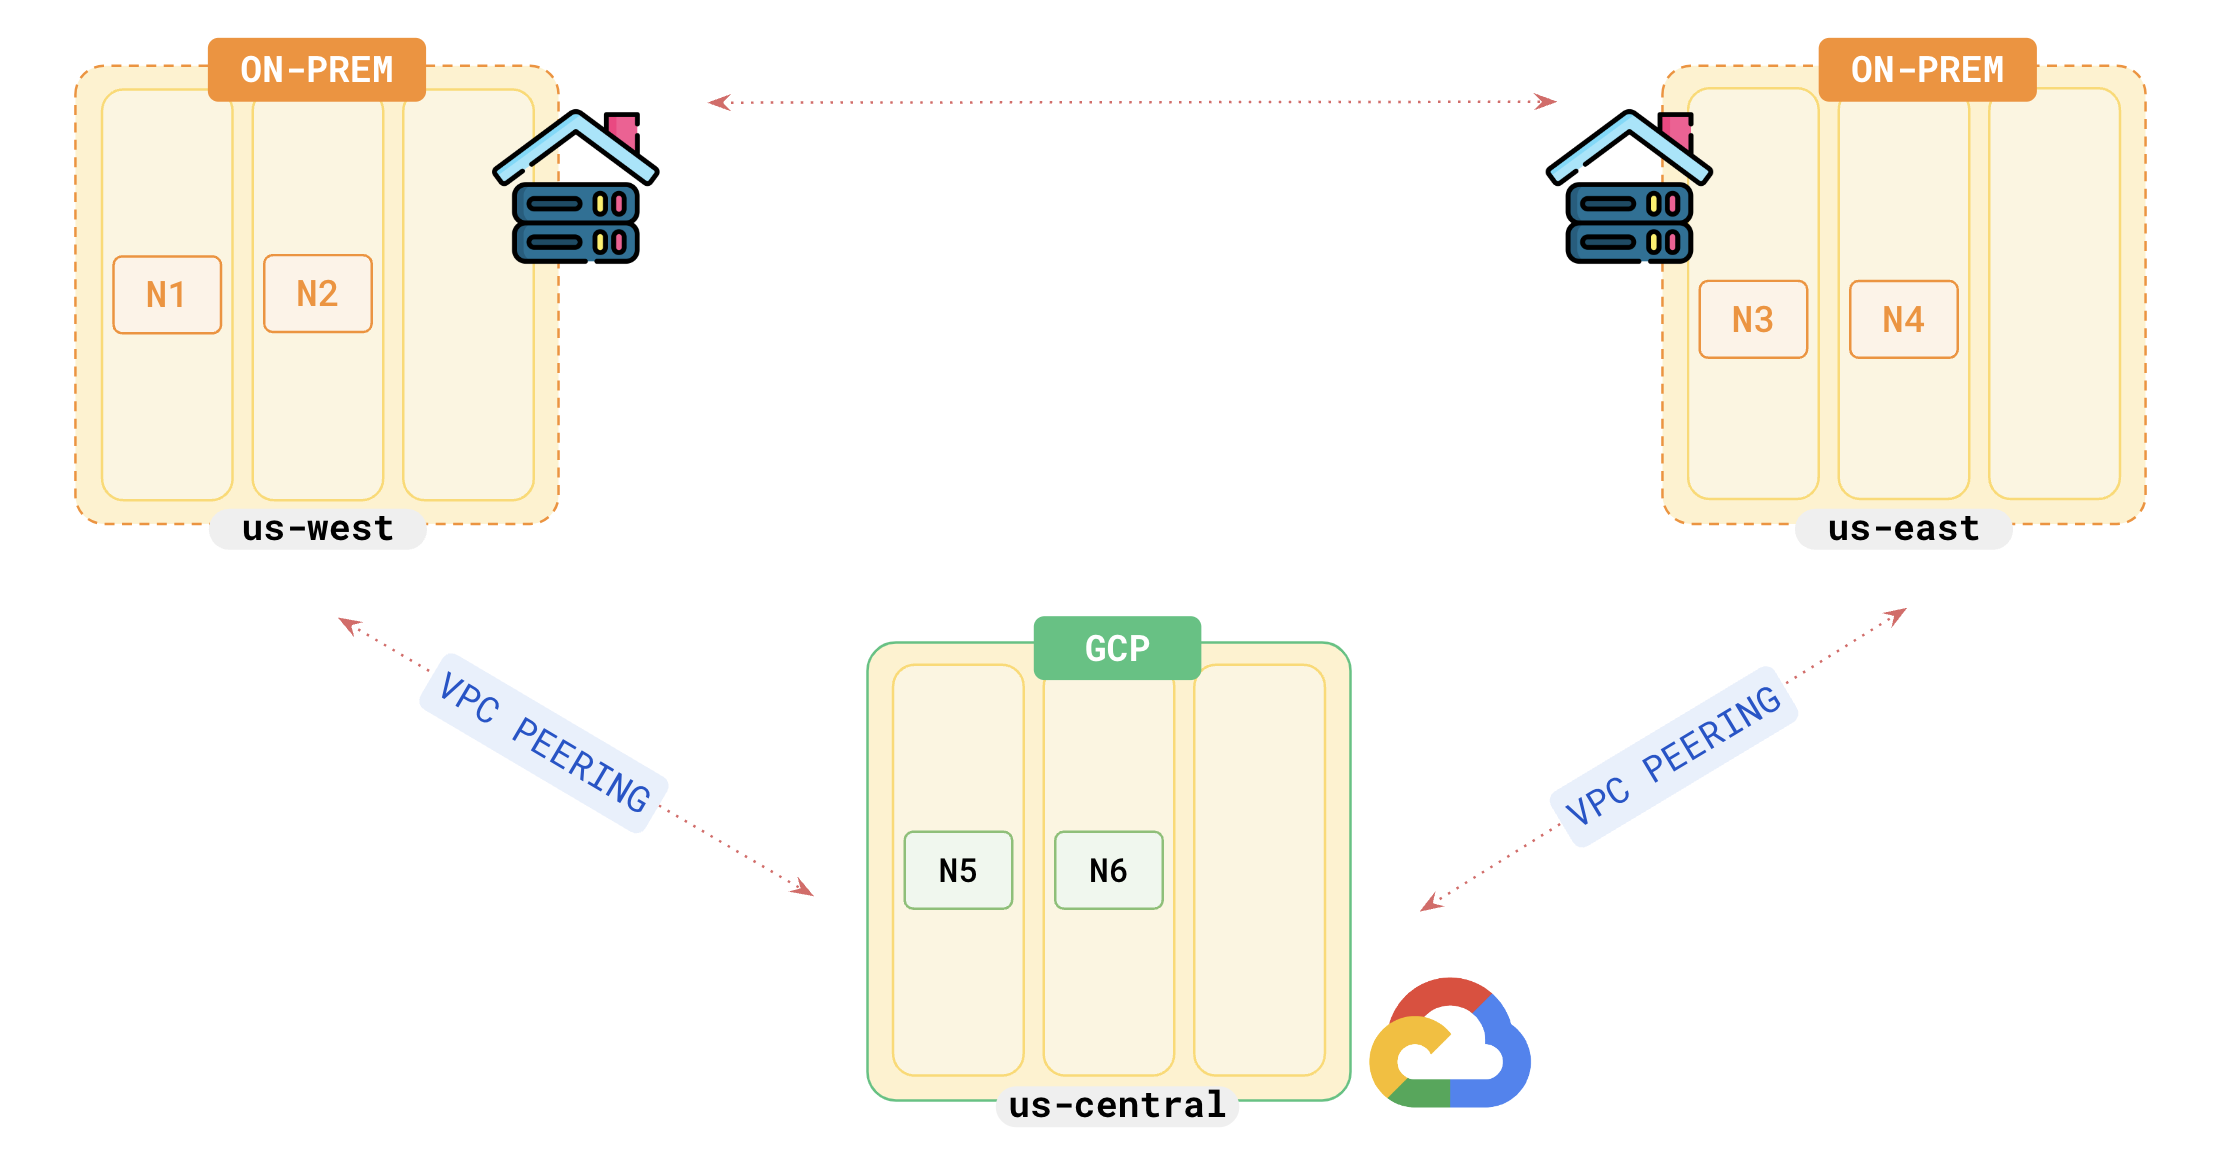 ON-PREM
ON-PREM
N1
N2
N3
N4
us-west
us-east
VPC PEERING
VPC PEERING
GCP
N5
N6
us-central